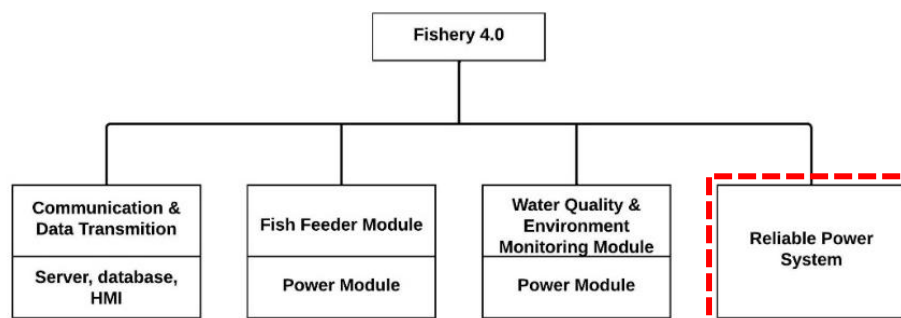 Fishery 4.0
Communication &
Data Transmition
Server, database,
HMI
Fish Feeder Module
Power Module
Water Quality &
Environment
Monitoring Module
Power Module
Reliable Power
System